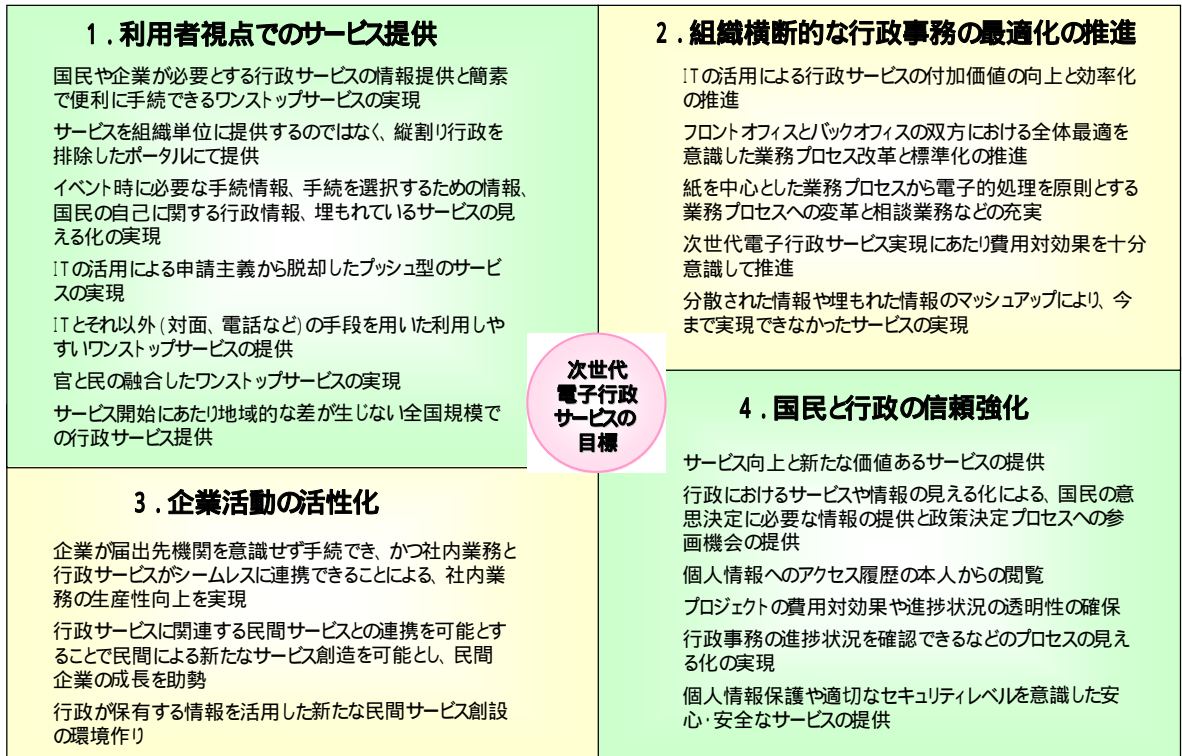 1．利用者視点でのサービス提供
国民や企業が必要とする行政サービスの情報提供と簡素
で便利に手続できるワンストップサービスの実現
サービスを組織単位に提供するのではなく、縦割り行政を
排除したポータルにて提供
イベント時に必要な手続情報、手続を選択するための情報、
国民の自己に関する行政情報、埋もれているサービスの見
える化の実現
ITの活用による申請主義から脱却したプッシュ型のサービ
スの実現
ITとそれ以外(対面、電話など)の手段を用いた利用しや
すいワンストップサービスの提供
官と民の融合したワンストップサービスの実現
サービス開始にあたり地域的な差が生じない全国規模で
の行政サービス提供
2．組織横断的な行政事務の最適化の推進
ITの活用による行政サービスの付加価値の向上と効率化
の推進
フロントオフィスとバックオフィスの双方における全体最適を
意識した業務プロセス改革と標準化の推進
紙を中心とした業務プロセスから電子的処理を原則とする
業務プロセスへの変革と相談業務などの充実
次世代電子行政サービス実現にあたり費用対効果を十分
意識して推進
分散された情報や埋もれた情報のマッシュアップにより、今
まで実現できなかったサービスの実現
次世代
電子行政
サービスの
目標
3．企業活動の活性化
企業が届出先機関を意識せず手続でき、かつ社内業務と
行政サービスがシームレスに連携できることによる、社内業
務の生産性向上を実現
行政サービスに関連する民間サービスとの連携を可能とす
ることで民間による新たなサービス創造を可能とし、民間
企業の成長を助勢
行政が保有する情報を活用した新たな民間サービス創設
の環境作り
4．国民と行政の信頼強化
サービス向上と新たな価値あるサービスの提供
行政におけるサービスや情報の見える化による、国民の意
思決定に必要な情報の提供と政策決定プロセスへの参
画機会の提供
個人情報へのアクセス履歴の本人からの閲覧
プロジェクトの費用対効果や進捗状況の透明性の確保
行政事務の進捗状況を確認できるなどのプロセスの見え
る化の実現
個人情報保護や適切なセキュリティレベルを意識した安
心・安全なサービスの提供